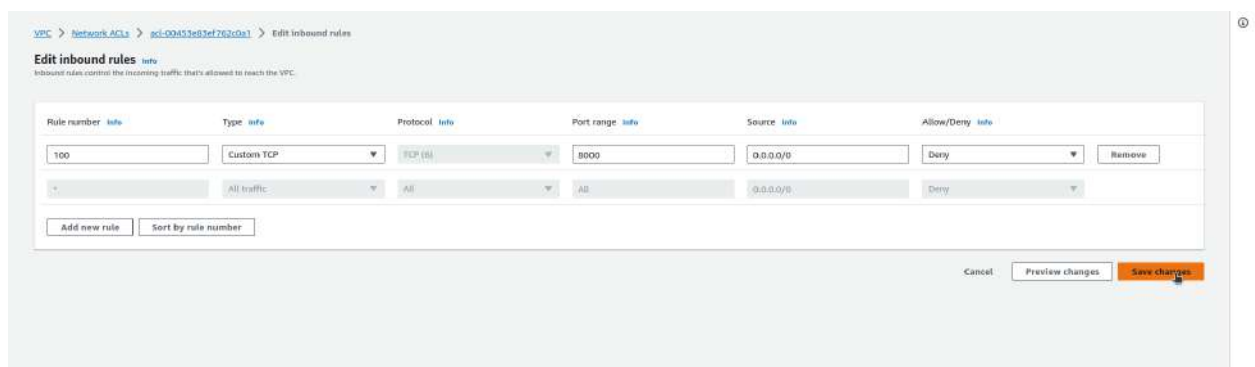 VPC > Network ACLs > acl-00453e83ef762c0a1 > Edit inbound rules
Edit inbound rules Info
Inbound rules control the incoming traffic that's allowed to reach the VPC.
Rule number Info Type Info Protocol Info Port range Info Source Info Allow/Deny Info
100 Custom TCP TCP (6) 8000 0.0.0.0/0 Deny Remove
* All traffic All All 0.0.0.0/0 Deny
Add new rule Sort by rule number
Cancel Preview changes Save changes